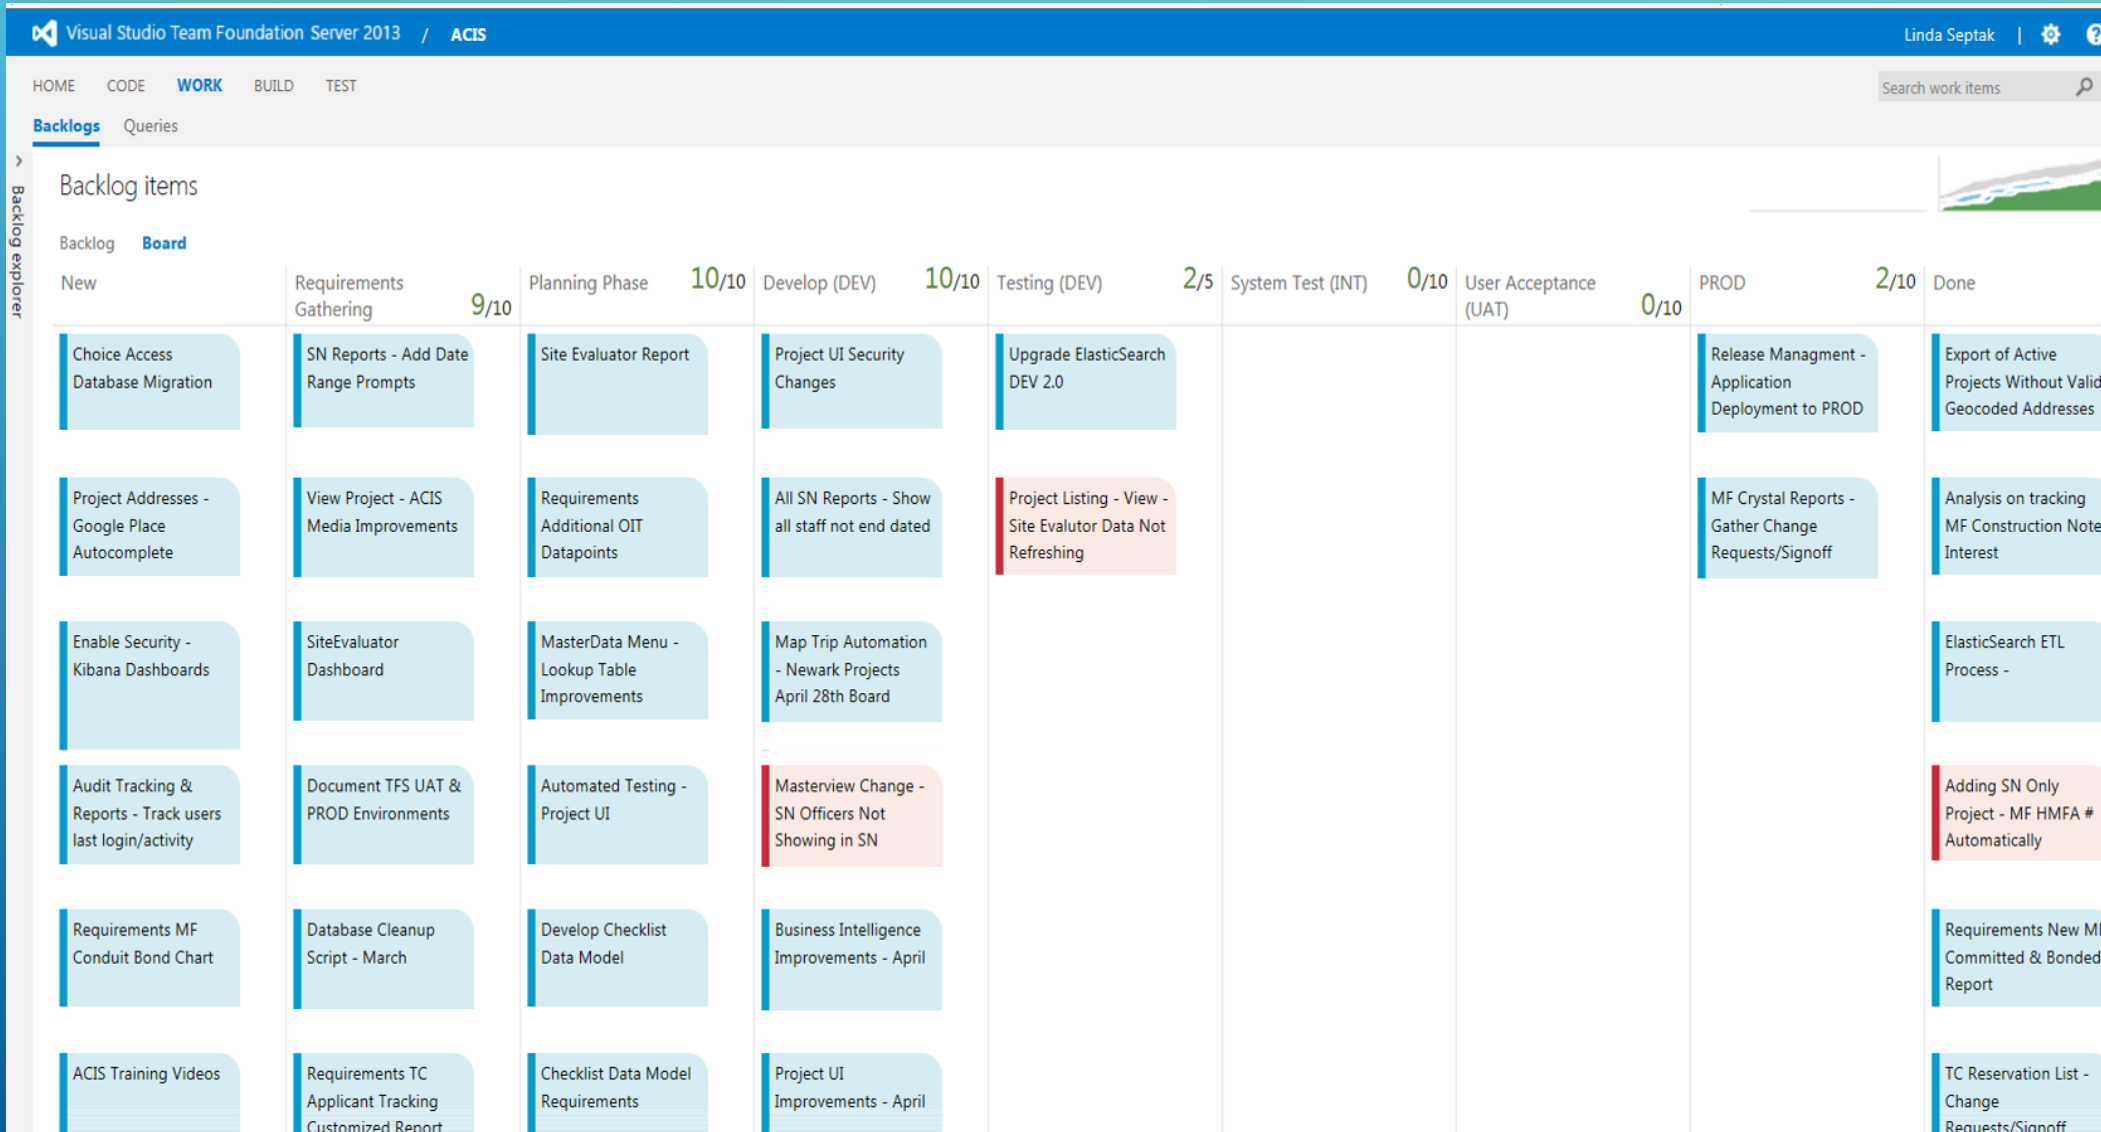 Visual Studio Team Foundation Server 2013 / ACIS
Linda Septak |
HOME CODE WORK BUILD TEST
Search work items
Backlogs Queries
Backlog explorer
Backlog items
Backlog Board
New
Choice Access
Database Migration
Project Addresses -
Google Place
Autocomplete
Enable Security -
Kibana Dashboards
Audit Tracking &
Reports - Track users
last login/activity
Requirements MF
Conduit Bond Chart
ACIS Training Videos
Requirements
Gathering
9/10
SN Reports - Add Date
Range Prompts
View Project - ACIS
Media Improvements
SiteEvaluator
Dashboard
Document TFS UAT &
PROD Environments
Database Cleanup
Script - March
Requirements TC
Applicant Tracking
Customized Report
Planning Phase 10/10
Site Evaluator Report
Requirements
Additional OIT
Datapoints
MasterData Menu -
Lookup Table
Improvements
Automated Testing -
Project UI
Develop Checklist
Data Model
Checklist Data Model
Requirements
Develop (DEV) 10/10
Project UI Security
Changes
All SN Reports - Show
all staff not end dated
Map Trip Automation
- Newark Projects
April 28th Board
Masterview Change -
SN Officers Not
Showing in SN
Business Intelligence
Improvements - April
Project UI
Improvements - April
Testing (DEV) 2/5
Upgrade ElasticSearch
DEV 2.0
Project Listing - View -
Site Evalutor Data Not
Refreshing
System Test (INT) 0/10
User Acceptance
(UAT)
0/10
PROD 2/10
Release Managment -
Application
Deployment to PROD
MF Crystal Reports -
Gather Change
Requests/Signoff
Done
Export of Active
Projects Without Valid
Geocoded Addresses
Analysis on tracking
MF Construction Note
Interest
ElasticSearch ETL
Process -
Adding SN Only
Project - MF HMFA #
Automatically
Requirements New
Committed & Bonded
Report
TC Reservation List -
Change
Requests/Signoff